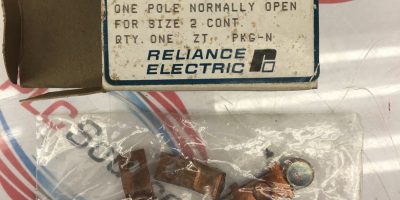 ONE POLE NORMALLY OPEN
FOR SIZE 2 CONT.
QTY. ONE ZT PKG-N
RELIANCE
ELECTRIC